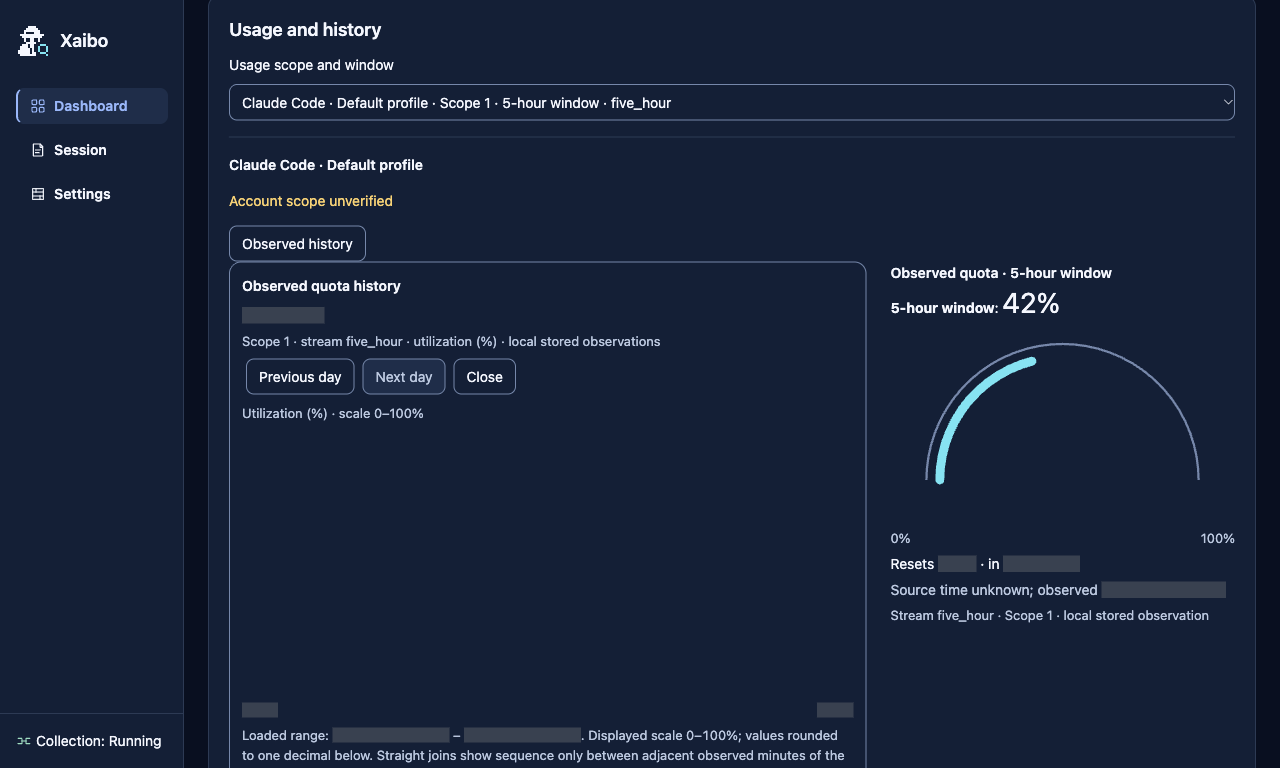 Xaibo
Dashboard
Session
Settings
Collection: Running
Usage and history
Usage scope and window
Claude Code · Default profile · Scope 1 · 5-hour window · five_hour
Claude Code · Default profile
Account scope unverified
Observed history
Observed quota history
Scope 1 · stream five_hour · utilization (%) · local stored observations
Previous day
Next day
Close
Utilization (%) · scale 0–100%
Loaded range: – . Displayed scale 0–100%; values rounded
to one decimal below. Straight joins show sequence only between adjacent observed minutes of the
Observed quota · 5-hour window
5-hour window: 42%
0%
100%
Resets · in
Source time unknown; observed
Stream five_hour · Scope 1 · local stored observation